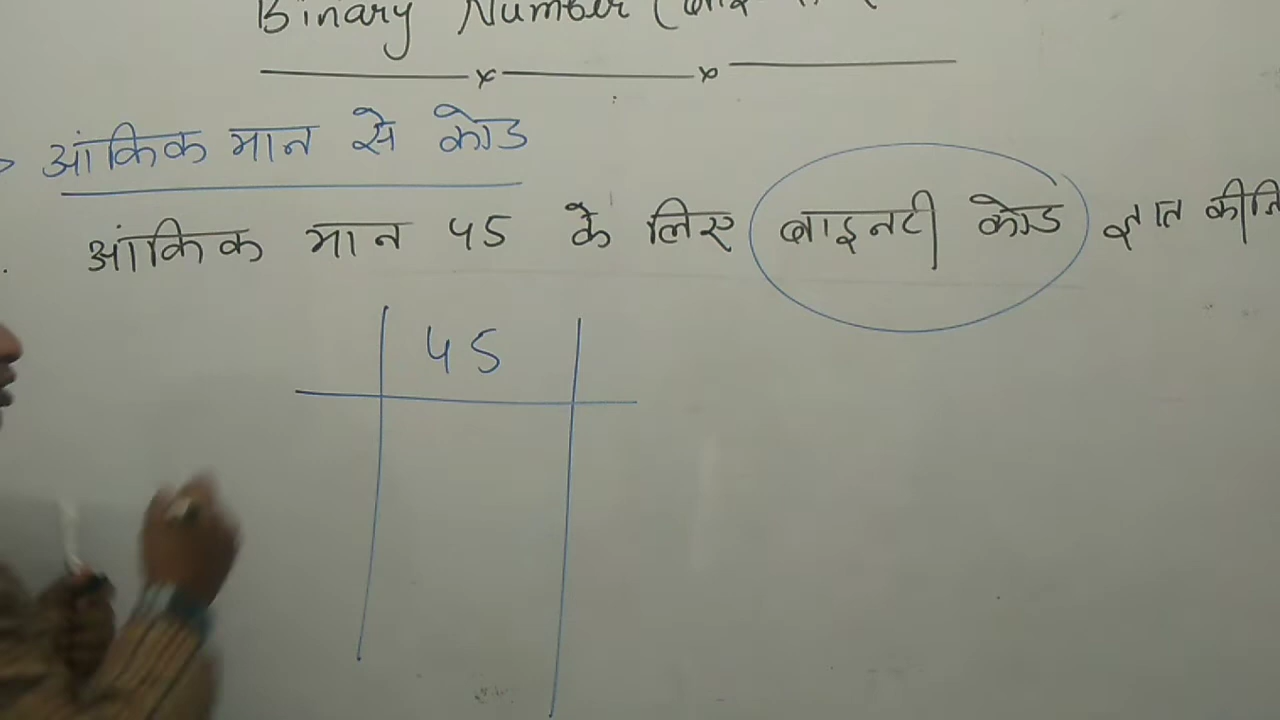 Binary Number (
आंकिक मान से कोड
आंकिक मान 45 के लिए बाइनरी कोड ज्ञात
45